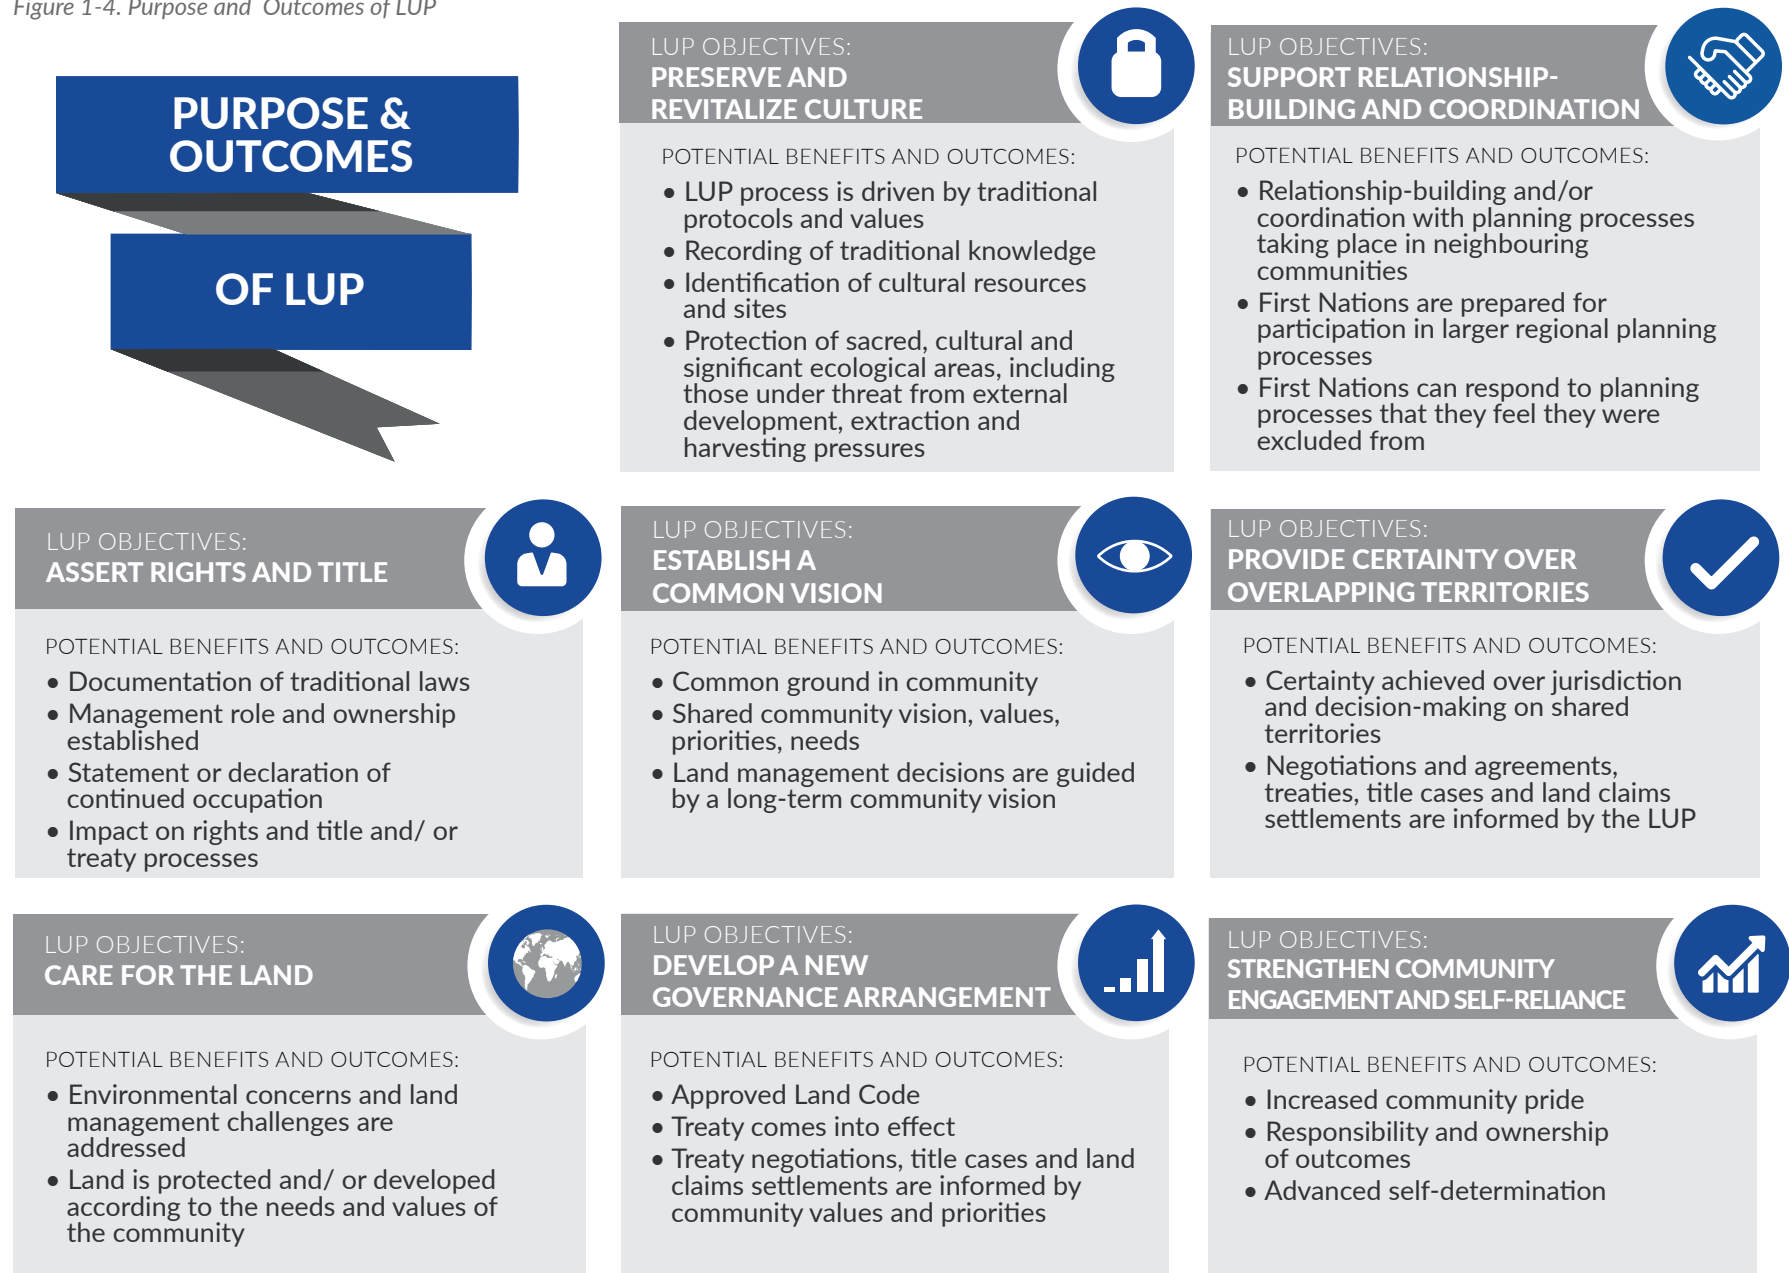 Figure 1-4. Purpose and  Outcomes of LUP
PURPOSE &
OUTCOMES
OF LUP
LUP OBJECTIVES:
PRESERVE AND
REVITALIZE CULTURE
POTENTIAL BENEFITS AND OUTCOMES:
• LUP process is driven by traditional
protocols and values
• Recording of traditional knowledge
• Identification of cultural resources
and sites
• Protection of sacred, cultural and
significant ecological areas, including
those under threat from external
development, extraction and
harvesting pressures
LUP OBJECTIVES:
SUPPORT RELATIONSHIP-
BUILDING AND COORDINATION
POTENTIAL BENEFITS AND OUTCOMES:
• Relationship-building and/or
coordination with planning processes
taking place in neighbouring
communities
• First Nations are prepared for
participation in larger regional planning
processes
• First Nations can respond to planning
processes that they feel they were
excluded from
LUP OBJECTIVES:
ASSERT RIGHTS AND TITLE
POTENTIAL BENEFITS AND OUTCOMES:
• Documentation of traditional laws
• Management role and ownership
established
• Statement or declaration of
continued occupation
• Impact on rights and title and/ or
treaty processes
LUP OBJECTIVES:
ESTABLISH A
COMMON VISION
POTENTIAL BENEFITS AND OUTCOMES:
• Common ground in community
• Shared community vision, values,
priorities, needs
• Land management decisions are guided
by a long-term community vision
LUP OBJECTIVES:
PROVIDE CERTAINTY OVER
OVERLAPPING TERRITORIES
POTENTIAL BENEFITS AND OUTCOMES:
• Certainty achieved over jurisdiction
and decision-making on shared
territories
• Negotiations and agreements,
treaties, title cases and land claims
settlements are informed by the LUP
LUP OBJECTIVES:
CARE FOR THE LAND
POTENTIAL BENEFITS AND OUTCOMES:
• Environmental concerns and land
management challenges are
addressed
• Land is protected and/ or developed
according to the needs and values of
the community
LUP OBJECTIVES:
DEVELOP A NEW
GOVERNANCE ARRANGEMENT
POTENTIAL BENEFITS AND OUTCOMES:
• Approved Land Code
• Treaty comes into effect
• Treaty negotiations, title cases and land
claims settlements are informed by
community values and priorities
LUP OBJECTIVES:
STRENGTHEN COMMUNITY
ENGAGEMENT AND SELF-RELIANCE
POTENTIAL BENEFITS AND OUTCOMES:
• Increased community pride
• Responsibility and ownership
of outcomes
• Advanced self-determination